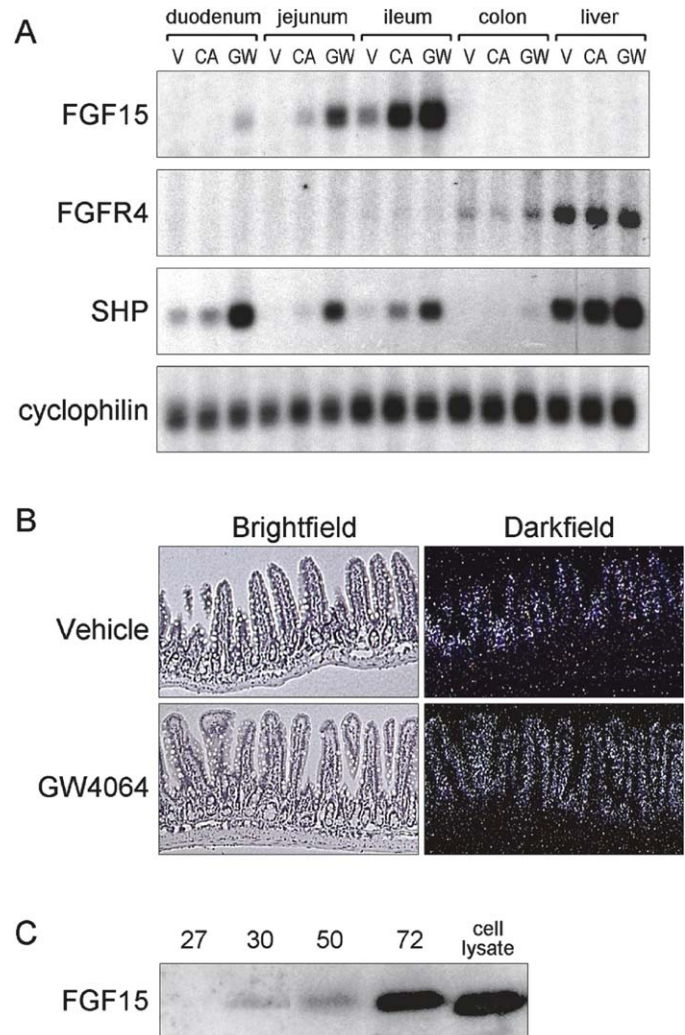 A
duodenum jejunum ileum colon liver
V CA GW V CA GW V CA GW V CA GW V CA GW
FGF15
FGFR4
SHP
cyclophilin
B
Brightfield Darkfield
Vehicle
GW4064
C
27 30 50 72 cell lysate
FGF15